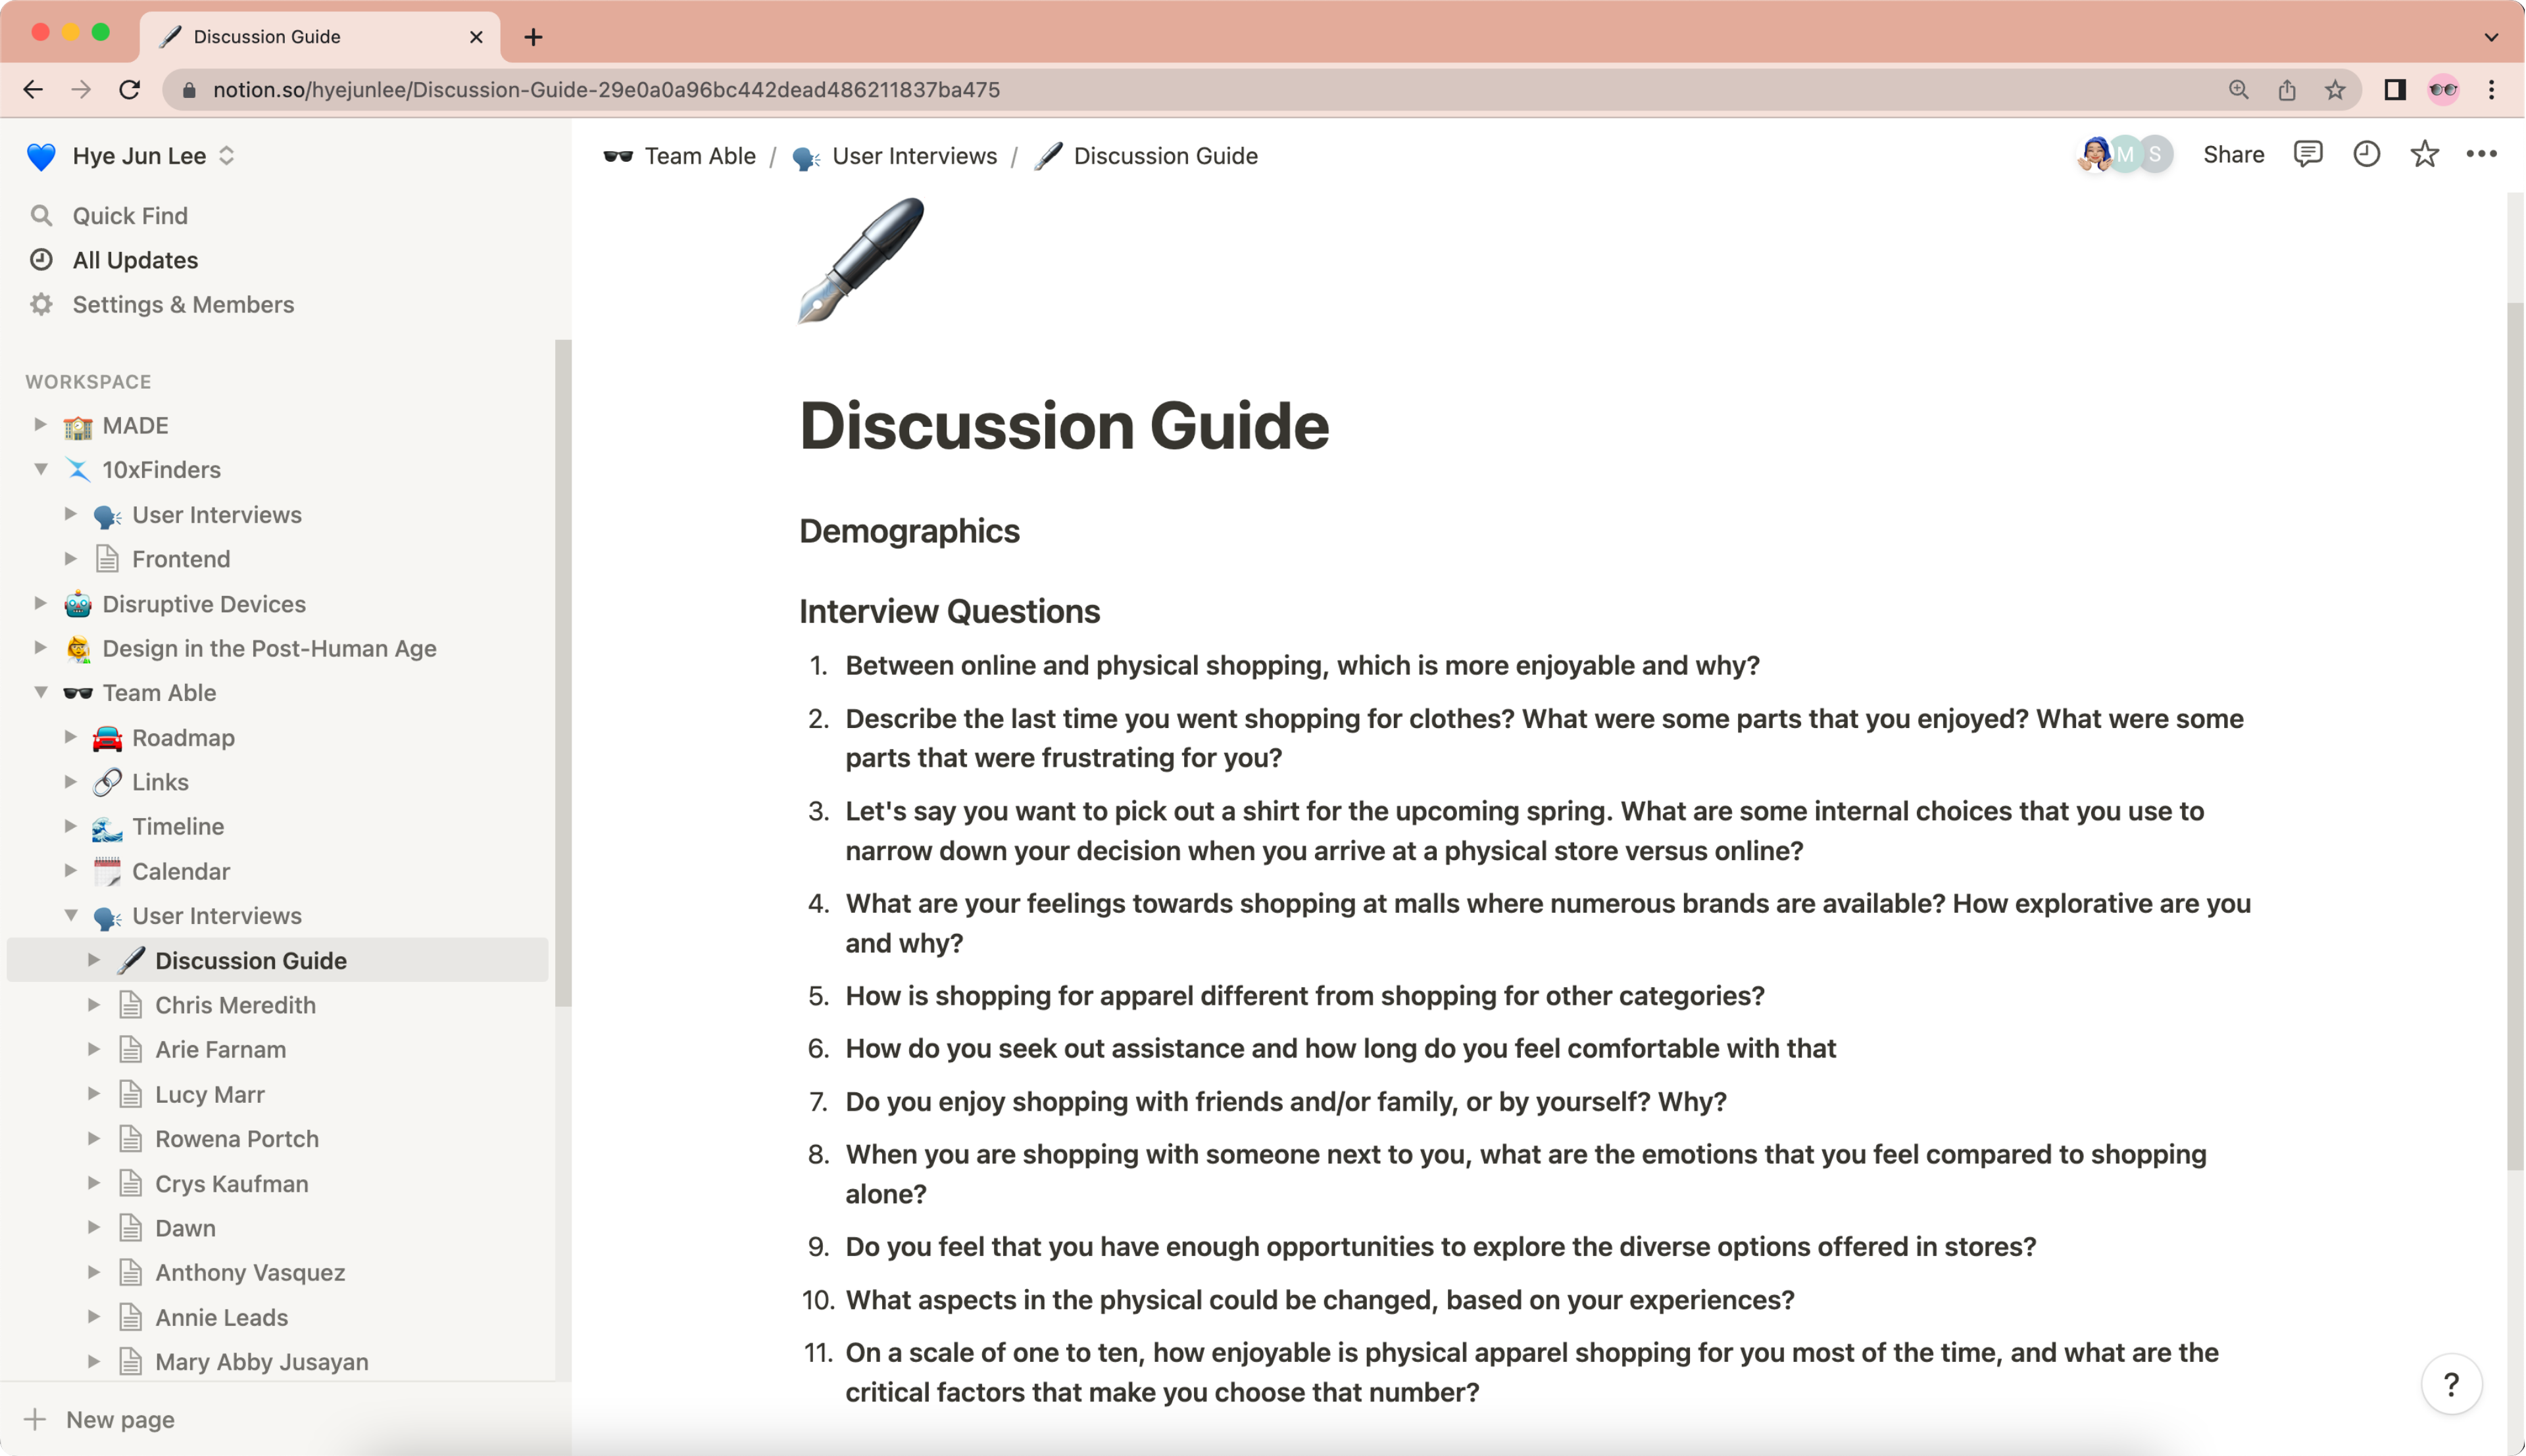 Discussion Guide
notion.so/hyejunlee/Discussion-Guide-29e0a0a96bc442dead486211837ba475
Hye Jun Lee
Quick Find
All Updates
Settings & Members
WORKSPACE
MADE
10xFinders
User Interviews
Frontend
Disruptive Devices
Design in the Post-Human Age
Team Able
Roadmap
Links
Timeline
Calendar
User Interviews
Discussion Guide
Chris Meredith
Arie Farnam
Lucy Marr
Rowena Portch
Crys Kaufman
Dawn
Anthony Vasquez
Annie Leads
Mary Abby Jusayan
New page
Team Able / User Interviews / Discussion Guide
M S Share
Discussion Guide
Demographics
Interview Questions
1. Between online and physical shopping, which is more enjoyable and why?
2. Describe the last time you went shopping for clothes? What were some parts that you enjoyed? What were some
parts that were frustrating for you?
3. Let's say you want to pick out a shirt for the upcoming spring. What are some internal choices that you use to
narrow down your decision when you arrive at a physical store versus online?
4. What are your feelings towards shopping at malls where numerous brands are available? How explorative are you
and why?
5. How is shopping for apparel different from shopping for other categories?
6. How do you seek out assistance and how long do you feel comfortable with that
7. Do you enjoy shopping with friends and/or family, or by yourself? Why?
8. When you are shopping with someone next to you, what are the emotions that you feel compared to shopping
alone?
9. Do you feel that you have enough opportunities to explore the diverse options offered in stores?
10. What aspects in the physical could be changed, based on your experiences?
11. On a scale of one to ten, how enjoyable is physical apparel shopping for you most of the time, and what are the
critical factors that make you choose that number?
?